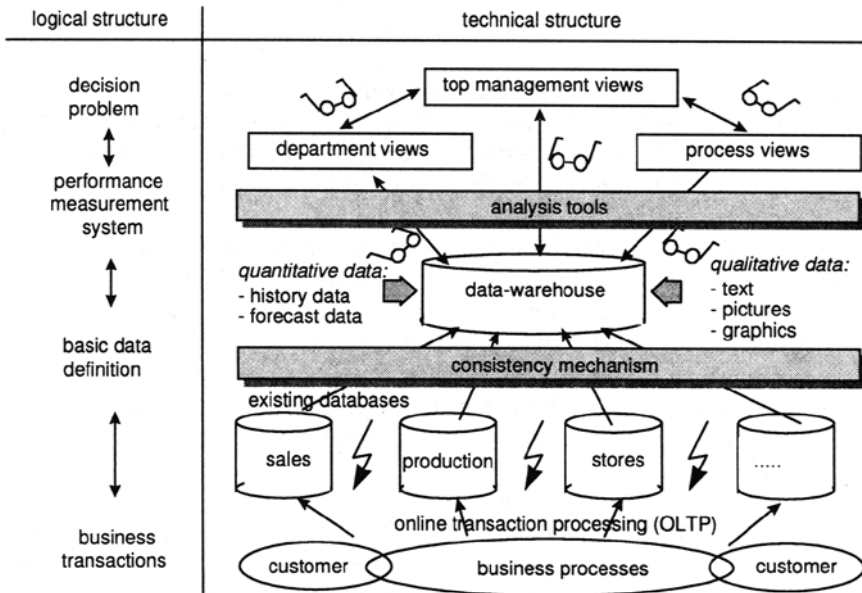 logical structure
technical structure
decision
problem
performance
measurement
system
basic data
definition
business
transactions
top management views
department views
process views
analysis tools
quantitative data:
- history data
- forecast data
data-warehouse
qualitative data:
- text
- pictures
- graphics
consistency mechanism
existing databases
sales
production
stores
.....
online transaction processing (OLTP)
customer
business processes
customer